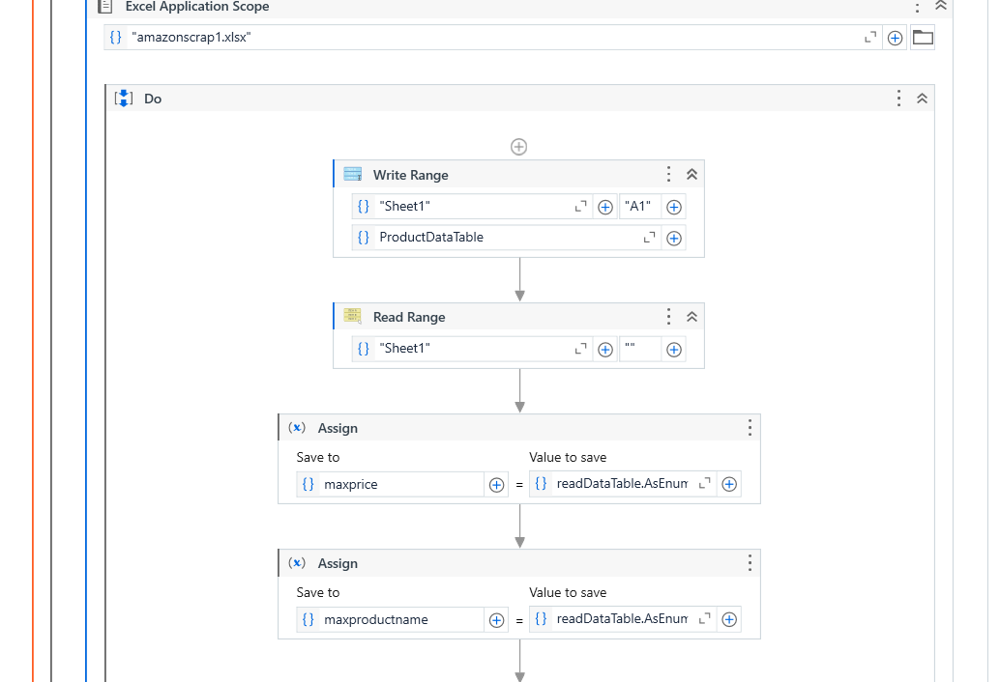 Excel Application Scope
"amazonscrap1.xlsx"
Do
Write Range
"Sheet1" "A1"
ProductDataTable
Read Range
"Sheet1" ""
Assign
Save to Value to save
maxprice = readDataTable.AsEnum
Assign
Save to Value to save
maxproductname = readDataTable.AsEnum